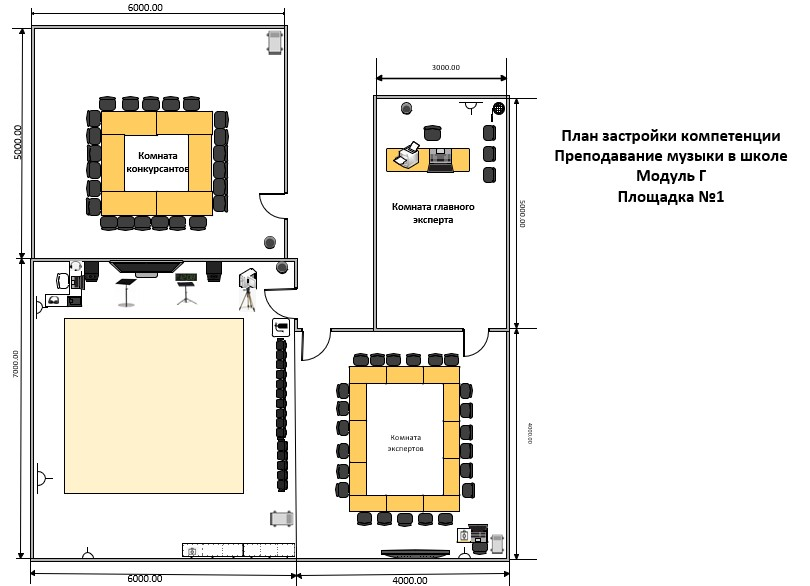 6000.00
3000.00
5000.00
План застройки компетенции
Преподавание музыки в школе
Модуль Г
Площадка №1
Комната
конкурсантов
Комната главного
эксперта
5000.00
7000.00
4000.00
Комната
экспертов
6000.00
4000.00